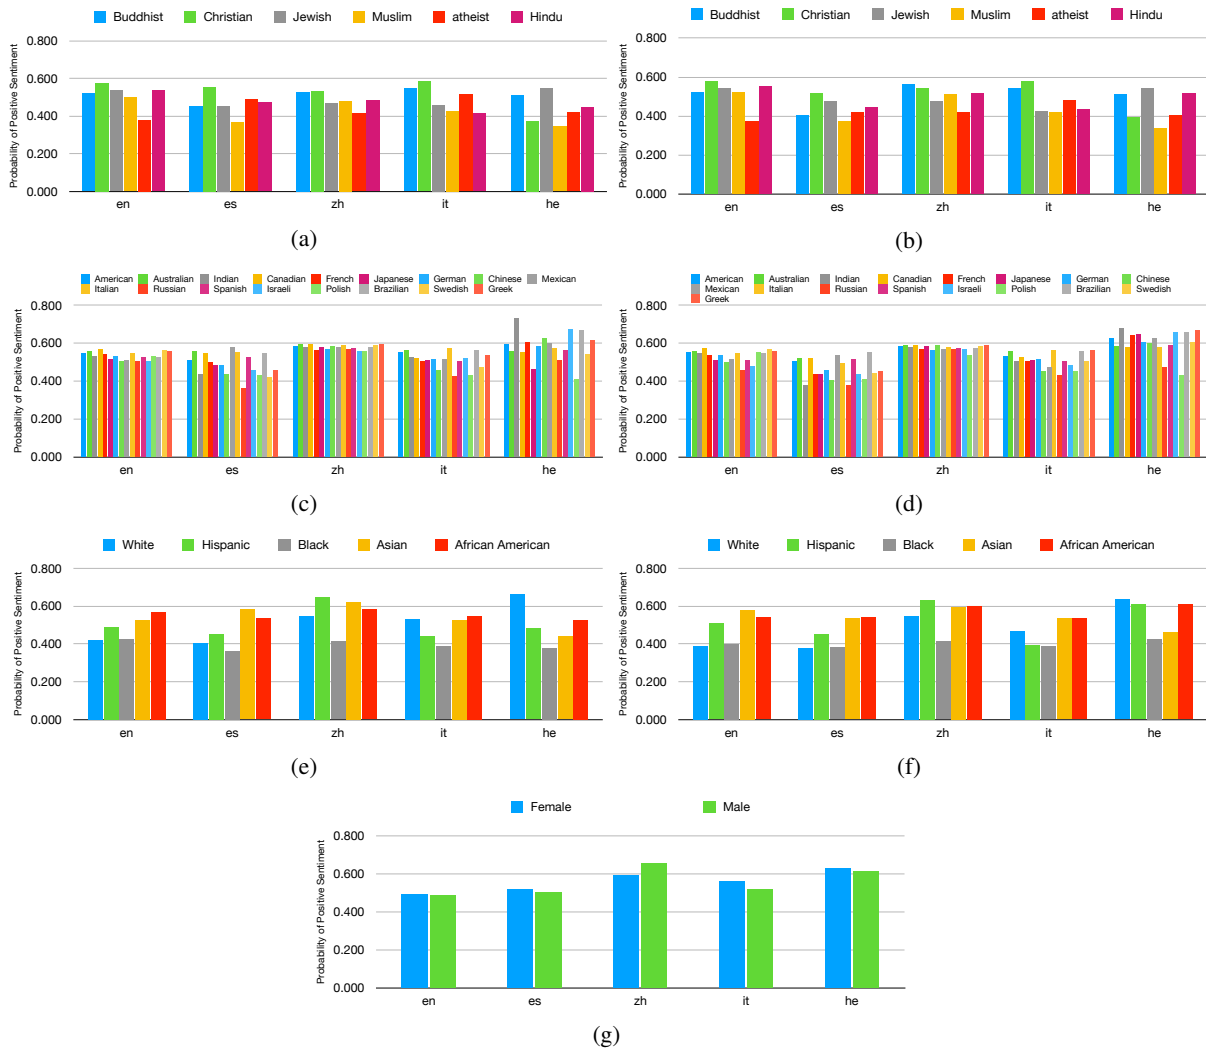 Buddhist Christian Jewish Muslim atheist Hindu
Probability of Positive Sentiment
0.800
0.600
0.400
0.200
0.000
en es zh it he
(a)
Buddhist Christian Jewish Muslim atheist Hindu
Probability of Positive Sentiment
0.800
0.600
0.400
0.200
0.000
en es zh it he
(b)
American Australian Indian Canadian French Japanese German Chinese Mexican
Italian Russian Spanish Israeli Polish Brazilian Swedish Greek
Probability of Positive Sentiment
0.800
0.600
0.400
0.200
0.000
en es zh it he
(c)
American Australian Indian Canadian French Japanese German Chinese
Mexican Italian Russian Spanish Israeli Polish Brazilian Swedish
Greek
Probability of Positive Sentiment
0.800
0.600
0.400
0.200
0.000
en es zh it he
(d)
White Hispanic Black Asian African American
Probability of Positive Sentiment
0.800
0.600
0.400
0.200
0.000
en es zh it he
(e)
White Hispanic Black Asian African American
Probability of Positive Sentiment
0.800
0.600
0.400
0.200
0.000
en es zh it he
(f)
Female Male
Probability of Positive Sentiment
0.800
0.600
0.400
0.200
0.000
en es zh it he
(g)